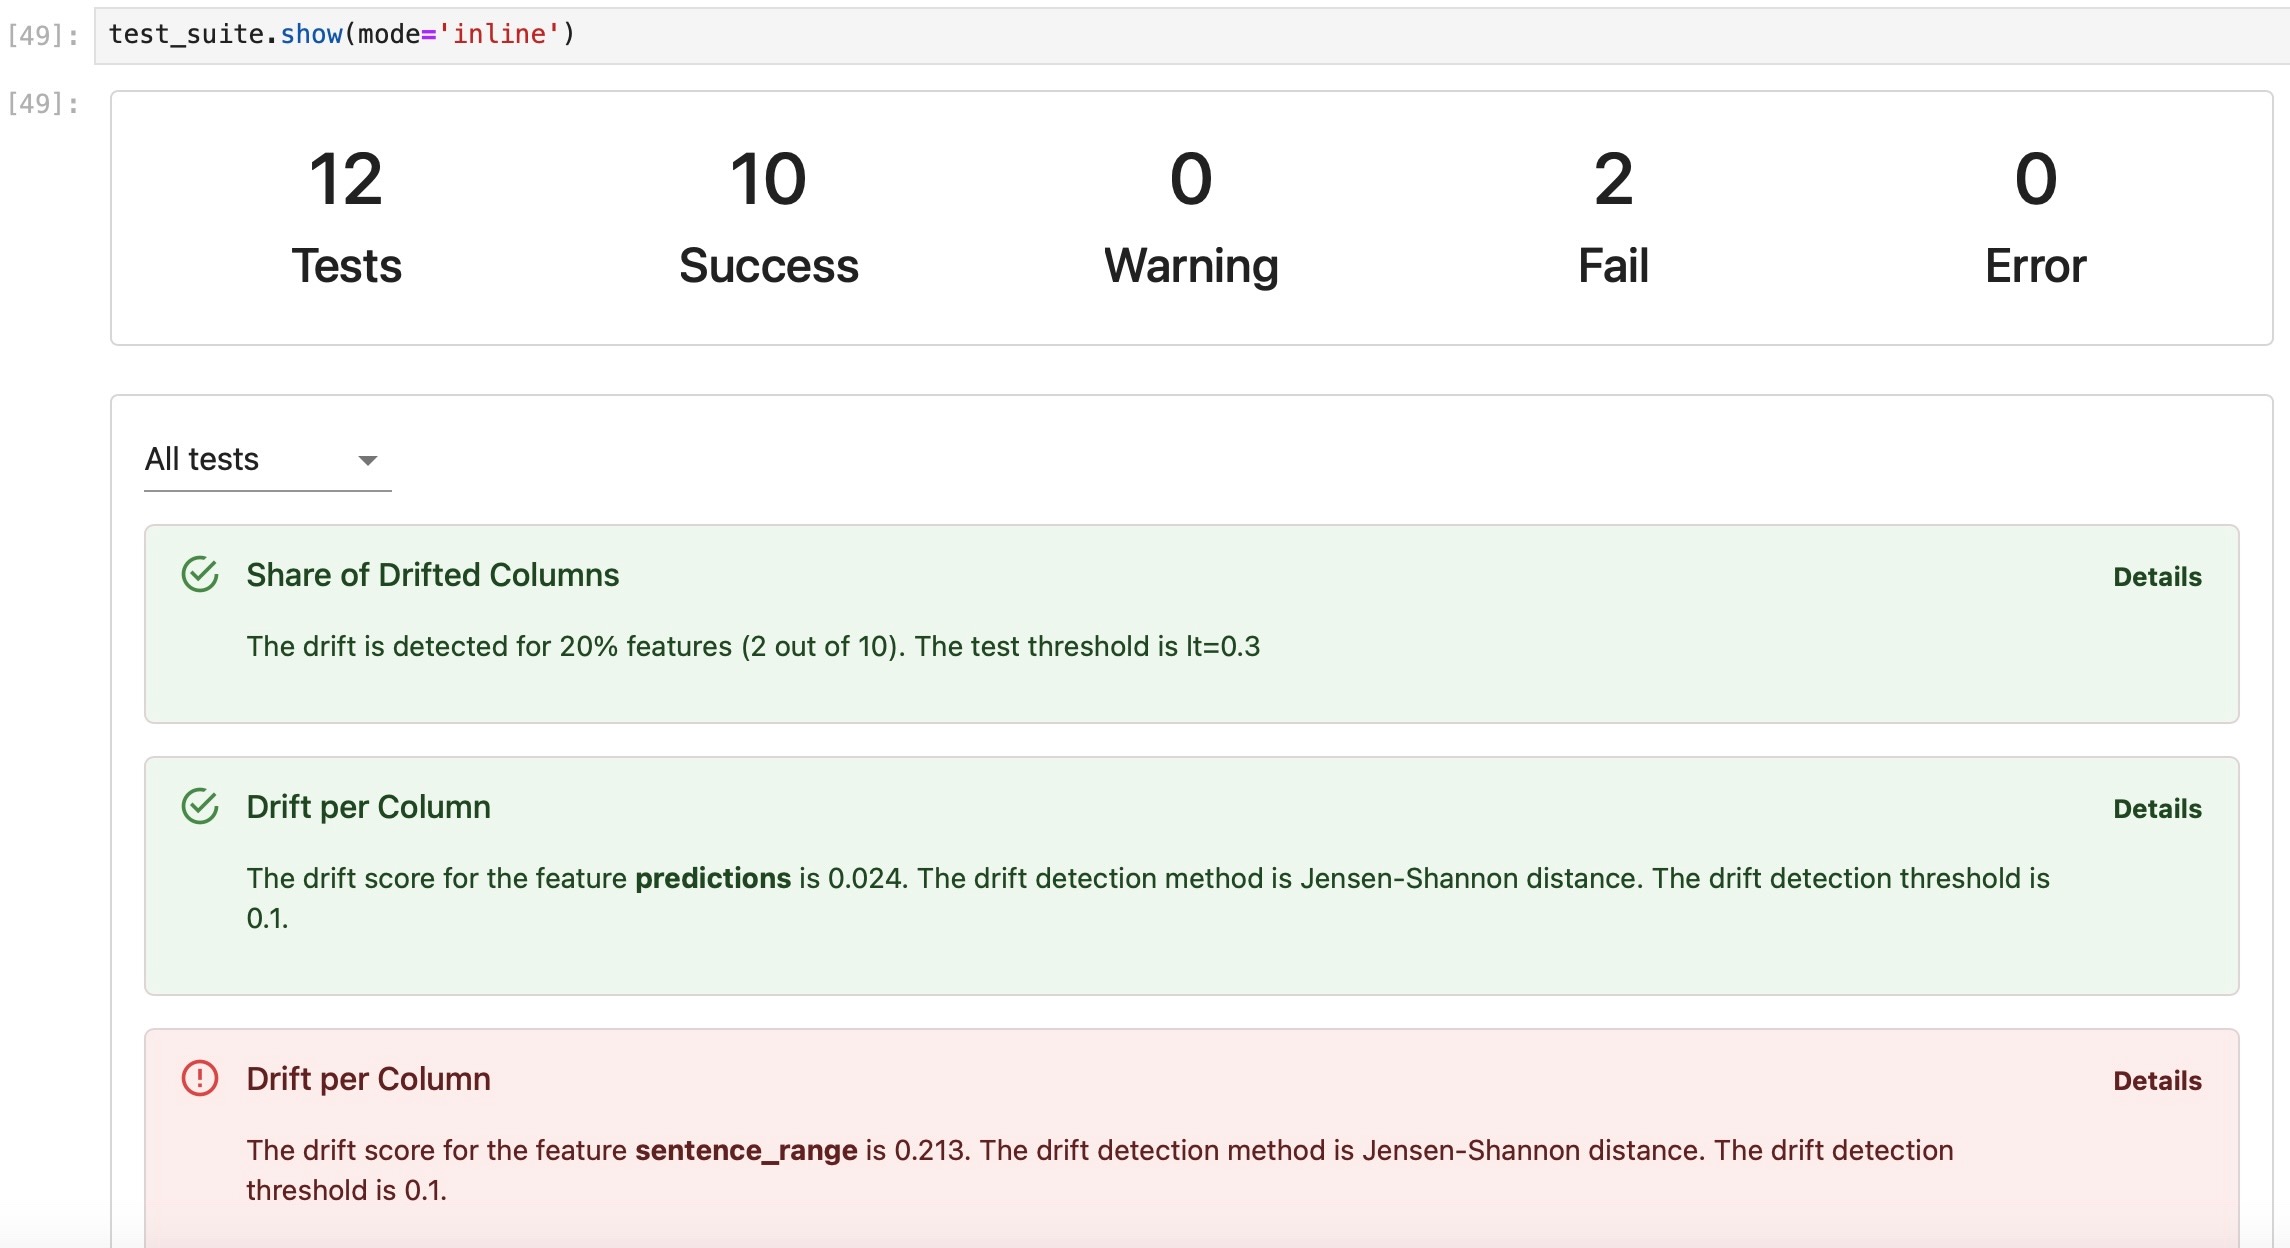 [49]: test_suite.show(mode='inline')
[49]:
12 10 0 2 0
Tests Success Warning Fail Error
All tests
Share of Drifted Columns Details
The drift is detected for 20% features (2 out of 10). The test threshold is lt=0.3
Drift per Column Details
The drift score for the feature predictions is 0.024. The drift detection method is Jensen-Shannon distance. The drift detection threshold is
0.1.
Drift per Column Details
The drift score for the feature sentence_range is 0.213. The drift detection method is Jensen-Shannon distance. The drift detection
threshold is 0.1.